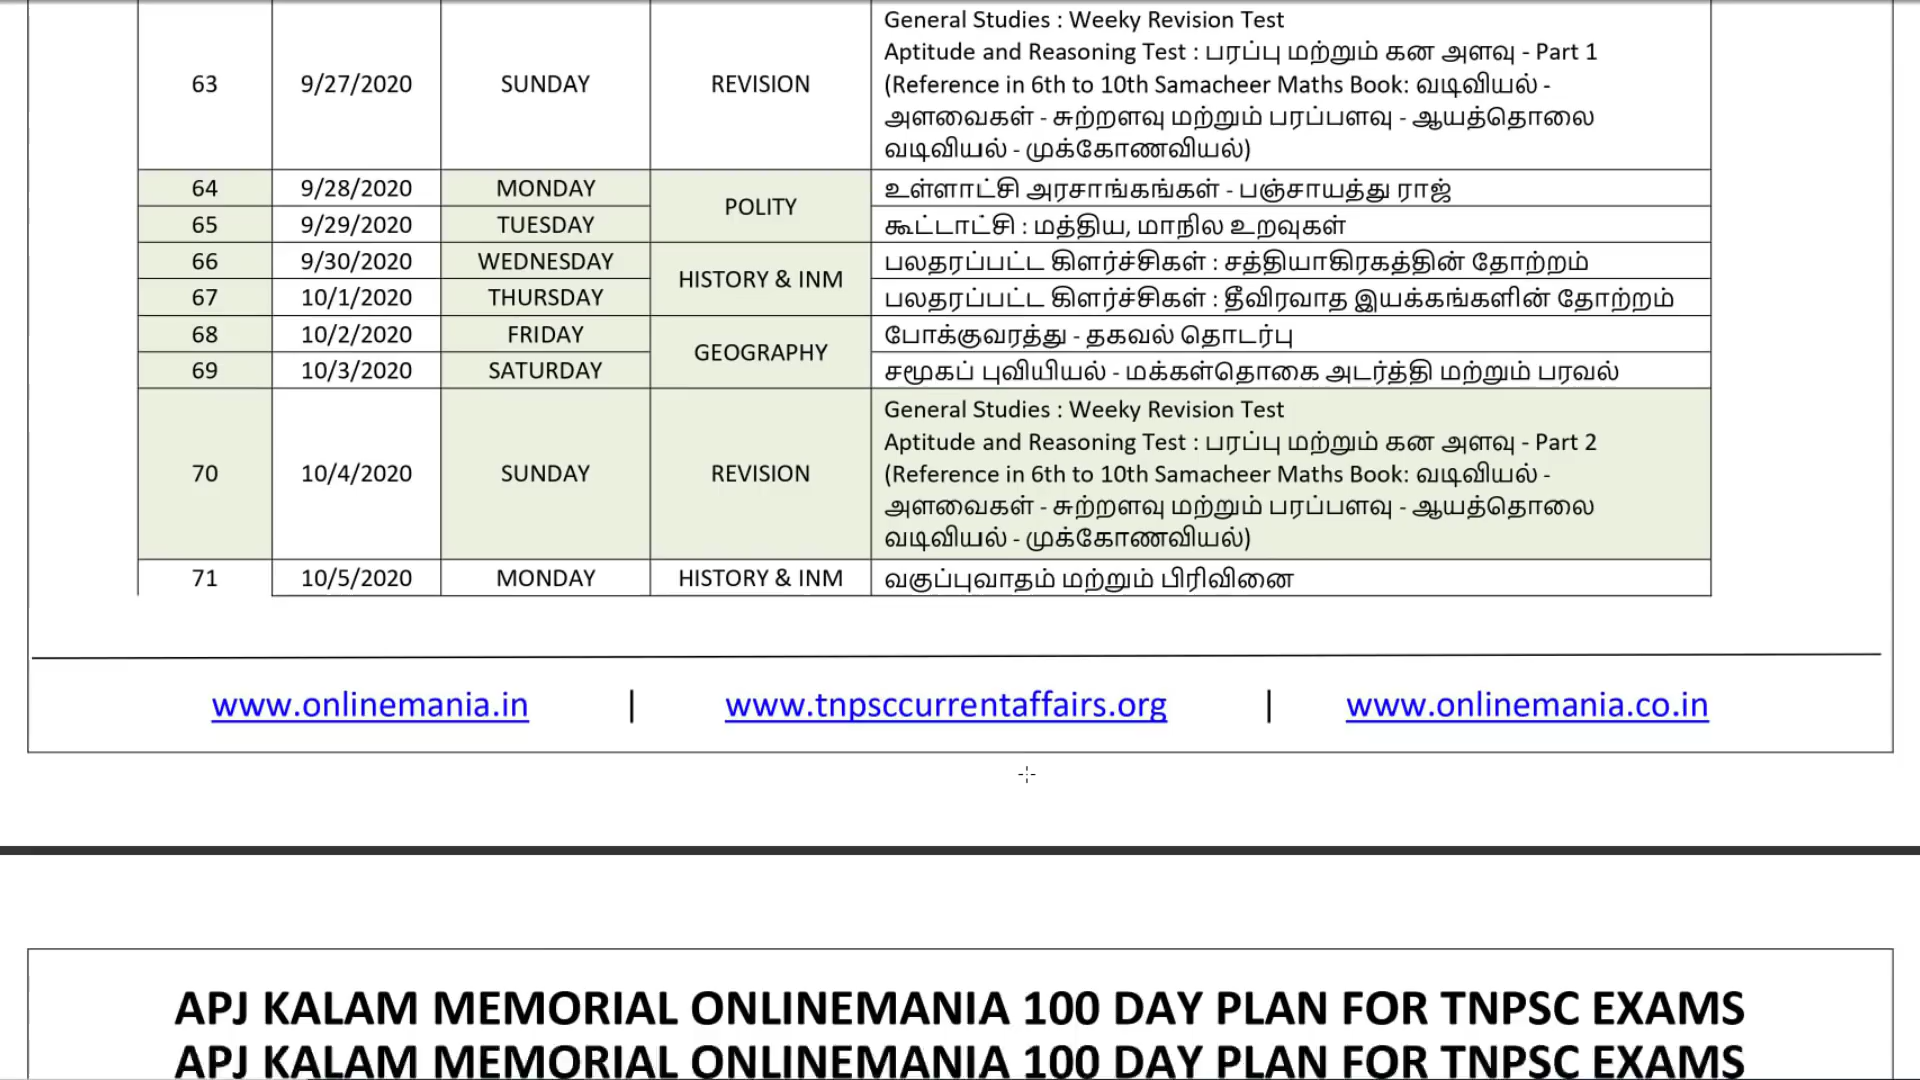 General Studies : Weeky Revision Test
Aptitude and Reasoning Test : பரப்பு மற்றும் கன அளவு - Part 1
63 9/27/2020 SUNDAY REVISION (Reference in 6th to 10th Samacheer Maths Book: வடிவியல் -
அளவைகள் - சுற்றளவு மற்றும் பரப்பளவு - ஆயத்தொலை
வடிவியல் - முக்கோணவியல்)
64 9/28/2020 MONDAY உள்ளாட்சி அரசாங்கங்கள் - பஞ்சாயத்து ராஜ்
POLITY
65 9/29/2020 TUESDAY கூட்டாட்சி : மத்திய, மாநில உறவுகள்
66 9/30/2020 WEDNESDAY பலதரப்பட்ட கிளர்ச்சிகள் : சத்தியாகிரகத்தின் தோற்றம்
HISTORY & INM
67 10/1/2020 THURSDAY பலதரப்பட்ட கிளர்ச்சிகள் : தீவிரவாத இயக்கங்களின் தோற்றம்
68 10/2/2020 FRIDAY போக்குவரத்து - தகவல் தொடர்பு
GEOGRAPHY
69 10/3/2020 SATURDAY சமூகப் புவியியல் - மக்கள்தொகை அடர்த்தி மற்றும் பரவல்
General Studies : Weeky Revision Test
Aptitude and Reasoning Test : பரப்பு மற்றும் கன அளவு - Part 2
70 10/4/2020 SUNDAY REVISION (Reference in 6th to 10th Samacheer Maths Book: வடிவியல் -
அளவைகள் - சுற்றளவு மற்றும் பரப்பளவு - ஆயத்தொலை
வடிவியல் - முக்கோணவியல்)
71 10/5/2020 MONDAY HISTORY & INM வகுப்புவாதம் மற்றும் பிரிவினை
www.onlinemania.in | www.tnpsccurrentaffairs.org | www.onlinemania.co.in
APJ KALAM MEMORIAL ONLINEMANIA 100 DAY PLAN FOR TNPSC EXAMS
APJ KALAM MEMORIAL ONLINEMANIA 100 DAY PLAN FOR TNPSC EXAMS